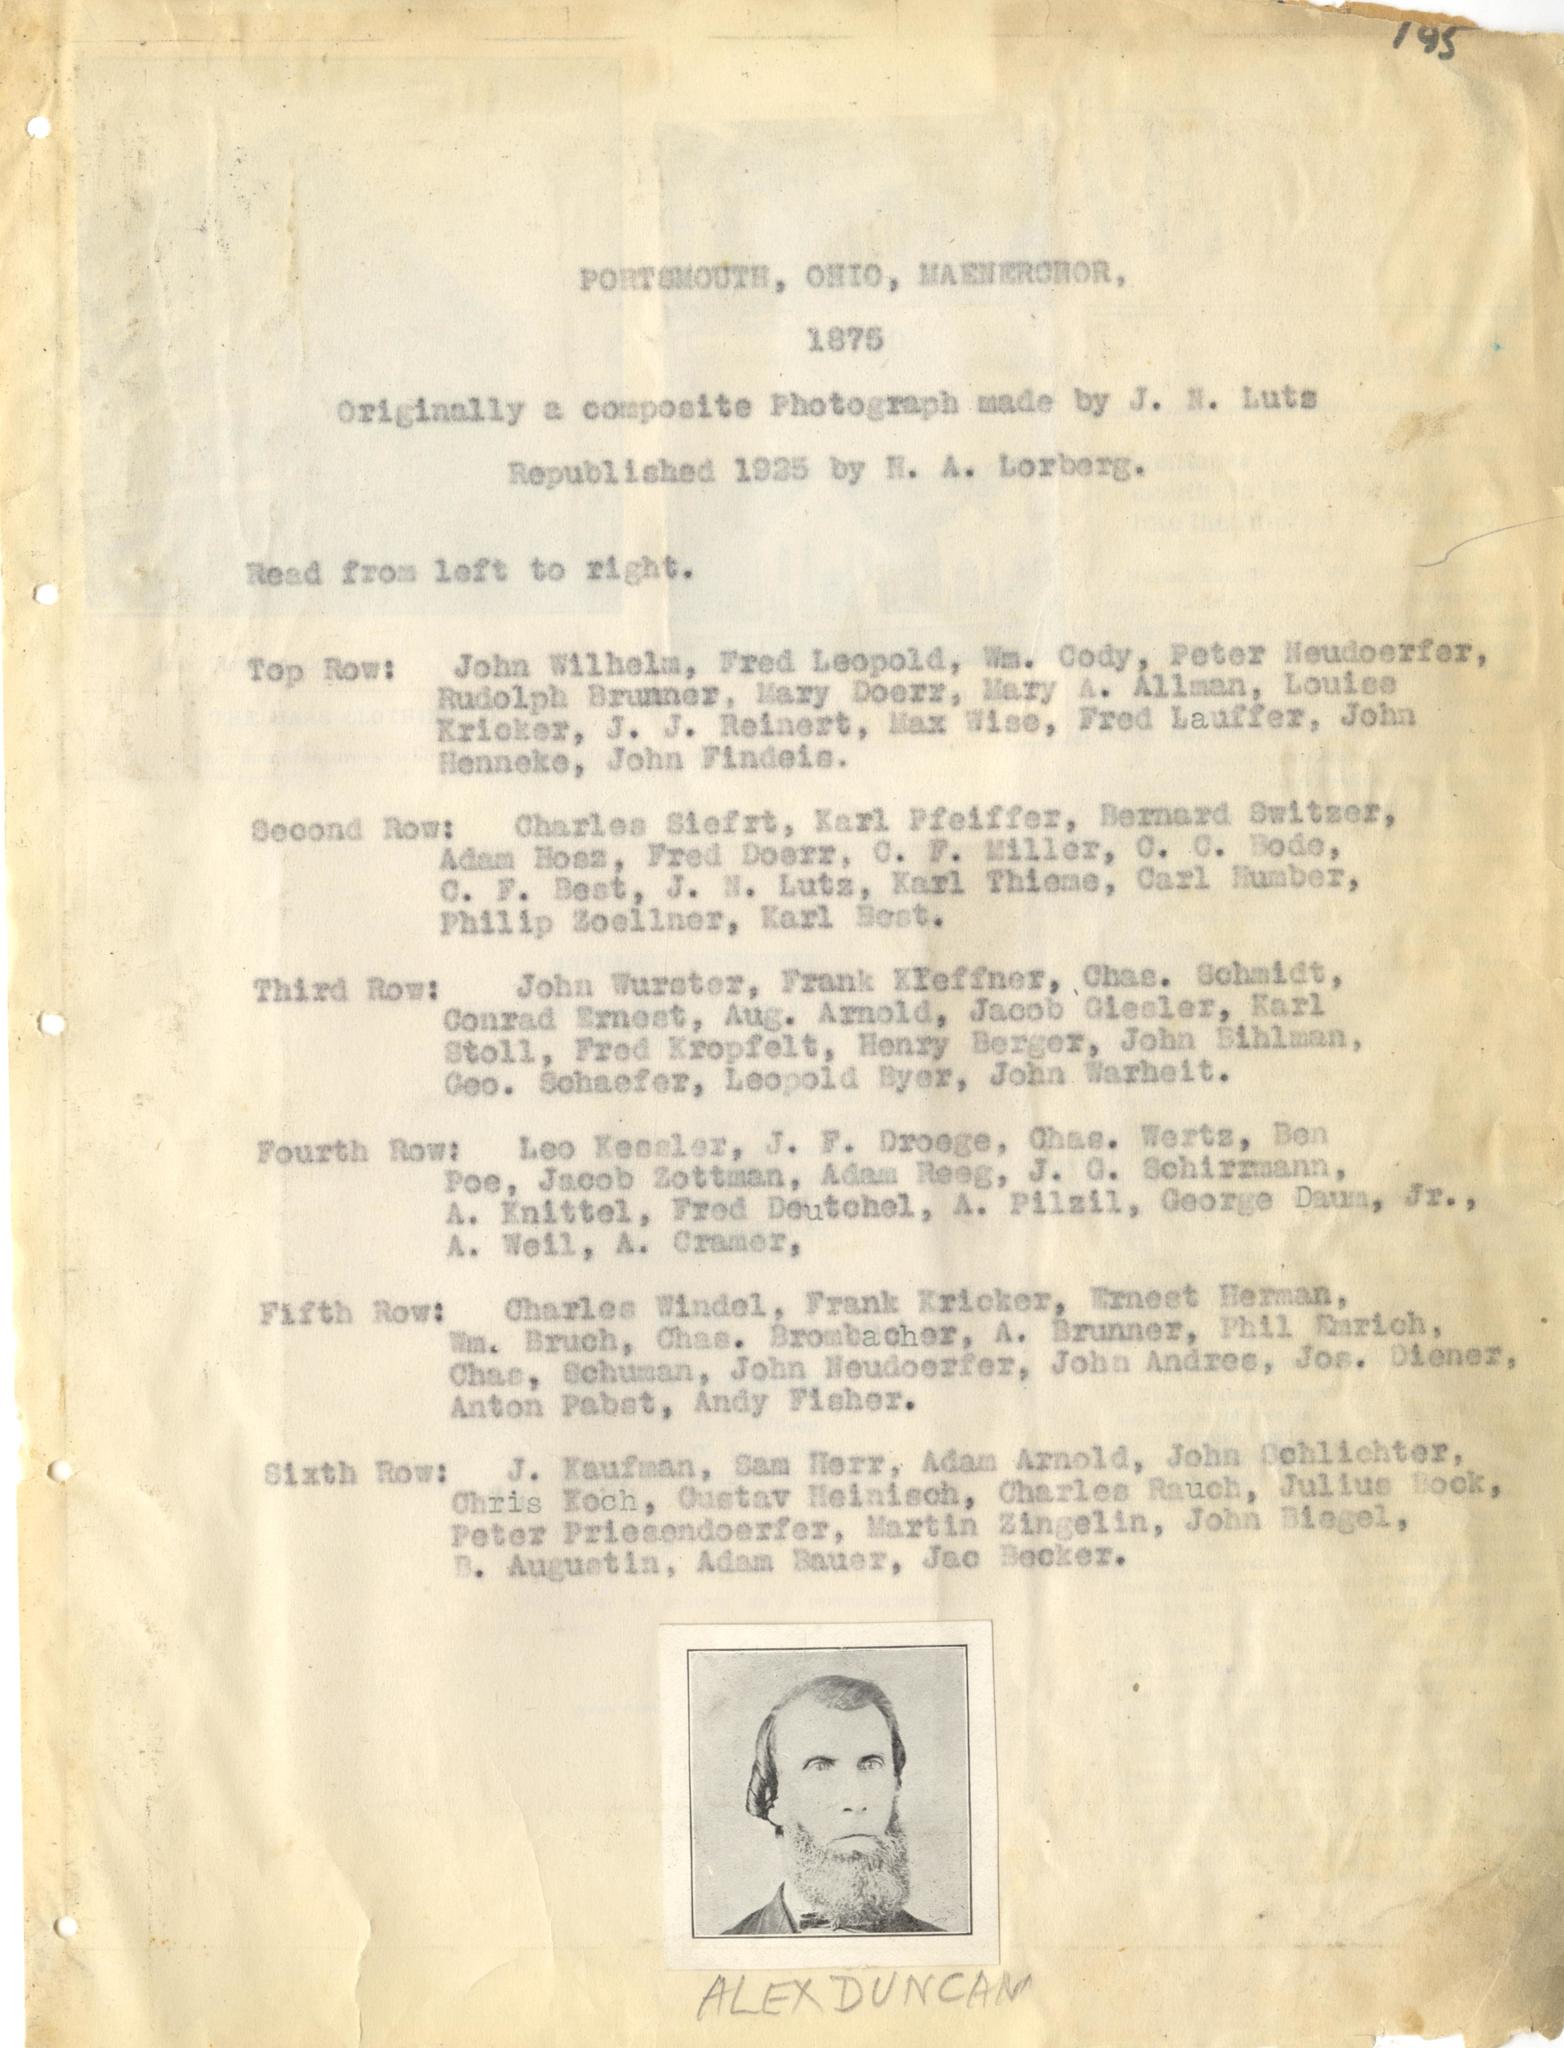 195
PORTSMOUTH, OHIO, MAENERCHOR,
1875
Originally a composite Photograph made by J. N. Lutz
Republished 1925 by N. A. Lorberg.
Read from left to right.
Top Row: John Wilhelm, Fred Leopold, Wm. Cody, Peter Neudoerfer,
Rudolph Brunner, Mary Doerr, Mary A. Allman, Louise
Kricker, J. J. Reinert, Max Wise, Fred Lauffer, John
Henneke, John Findeis.
Second Row: Charles Siefrt, Karl Pfeiffer, Bernard Switzer,
Adam Hosz, Fred Doerr, C. F. Miller, C. C. Bode,
C. F. Best, J. N. Lutz, Karl Thieme, Carl Humber,
Philip Zoellner, Karl Best.
Third Row: John Wurster, Frank Kreffner, Chas. Schmidt,
Conrad Ernest, Aug. Arnold, Jacob Giesler, Karl
Stoll, Fred Kropfelt, Henry Berger, John Bihlman,
Geo. Schaefer, Leopold Byer, John Warheit.
Fourth Row: Leo Kessler, J. F. Droege, Chas. Wertz, Ben
Poe, Jacob Zottman, Adam Reeg, J. G. Schirrmann,
A. Knittel, Fred Deutchel, A. Pilzil, George Daum, Jr.,
A. Weil, A. Cramer,
Fifth Row: Charles Windel, Frank Kricker, Ernest Herman,
Wm. Bruch, Chas. Brombacher, A. Brunner, Phil Emrich,
Chas, Schuman, John Neudoerfer, John Andres, Jos. Diener,
Anton Pabst, Andy Fisher.
Sixth Row: J. Kaufman, Sam Herr, Adam Arnold, John Schlichter,
Chris Koch, Gustav Heinisch, Charles Rauch, Julius Bock,
Peter Priesendoerfer, Martin Zingelin, John Biegel,
B. Augustin, Adam Bauer, Jac Becker.
ALEX DUNCAN